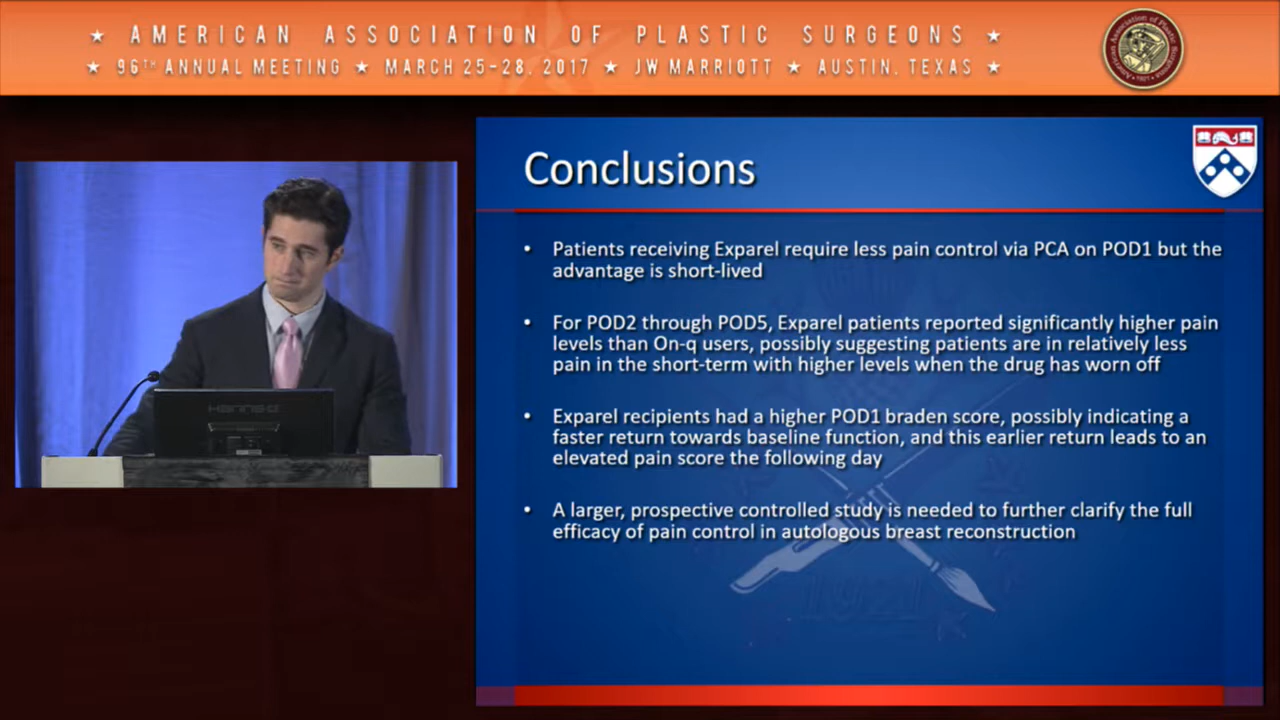 ★ AMERICAN ASSOCIATION OF PLASTIC SURGEONS ★
★ 96TH ANNUAL MEETING ★ MARCH 25-28, 2017 ★ JW MARRIOTT ★ AUSTIN, TEXAS ★
Conclusions
• Patients receiving Exparel require less pain control via PCA on POD1 but the
advantage is short-lived
• For POD2 through POD5, Exparel patients reported significantly higher pain
levels than On-q users, possibly suggesting patients are in relatively less
pain in the short-term with higher levels when the drug has worn off
• Exparel recipients had a higher POD1 braden score, possibly indicating a
faster return towards baseline function, and this earlier return leads to an
elevated pain score the following day
• A larger, prospective controlled study is needed to further clarify the full
efficacy of pain control in autologous breast reconstruction
1921